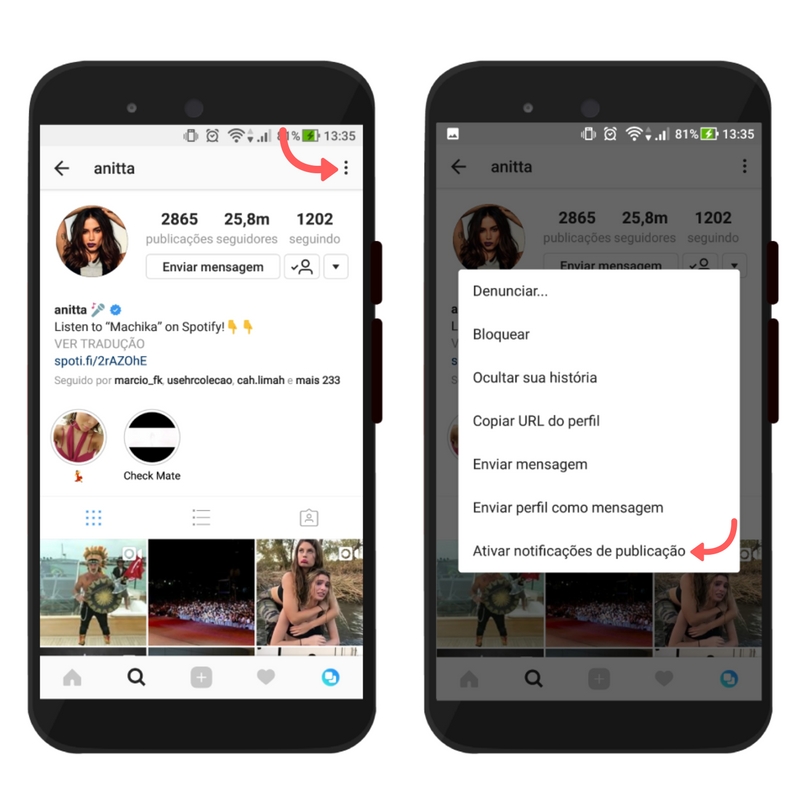 81% 13:35
anitta
2865 25,8m 1202
publicações seguidores seguindo
Enviar mensagem
anitta
Listen to “Machika” on Spotify!
VER TRADUÇÃO
spoti.fi/2rAZOhE
Seguido por marcio_fk, usehrcolecao, cah.limah e mais 233
Check Mate
81% 13:35
anitta
2865 25,8m 1202
publicações seguidores seguindo
Enviar mensagem
Denunciar...
Bloquear
Ocultar sua história
Copiar URL do perfil
Enviar mensagem
Enviar perfil como mensagem
Ativar notificações de publicação